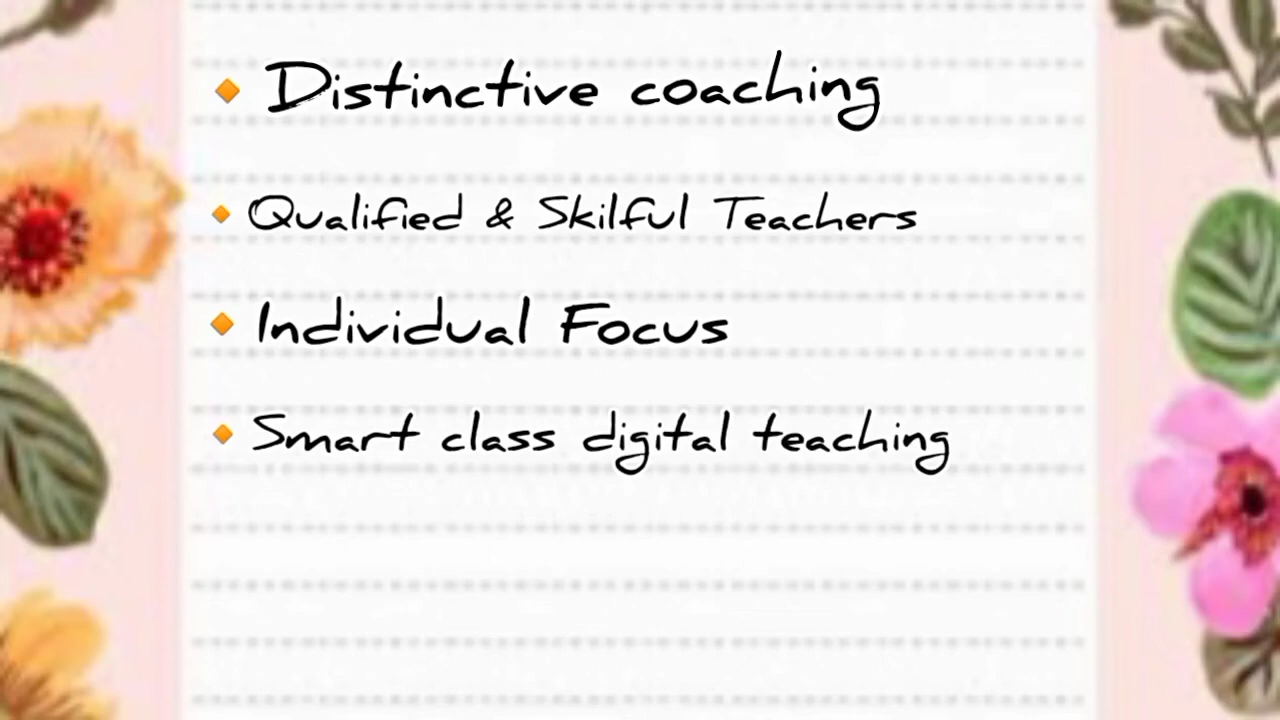 🔸 Distinctive coaching
🔸 Qualified & Skilful Teachers
🔸 Individual Focus
🔸 Smart class digital teaching